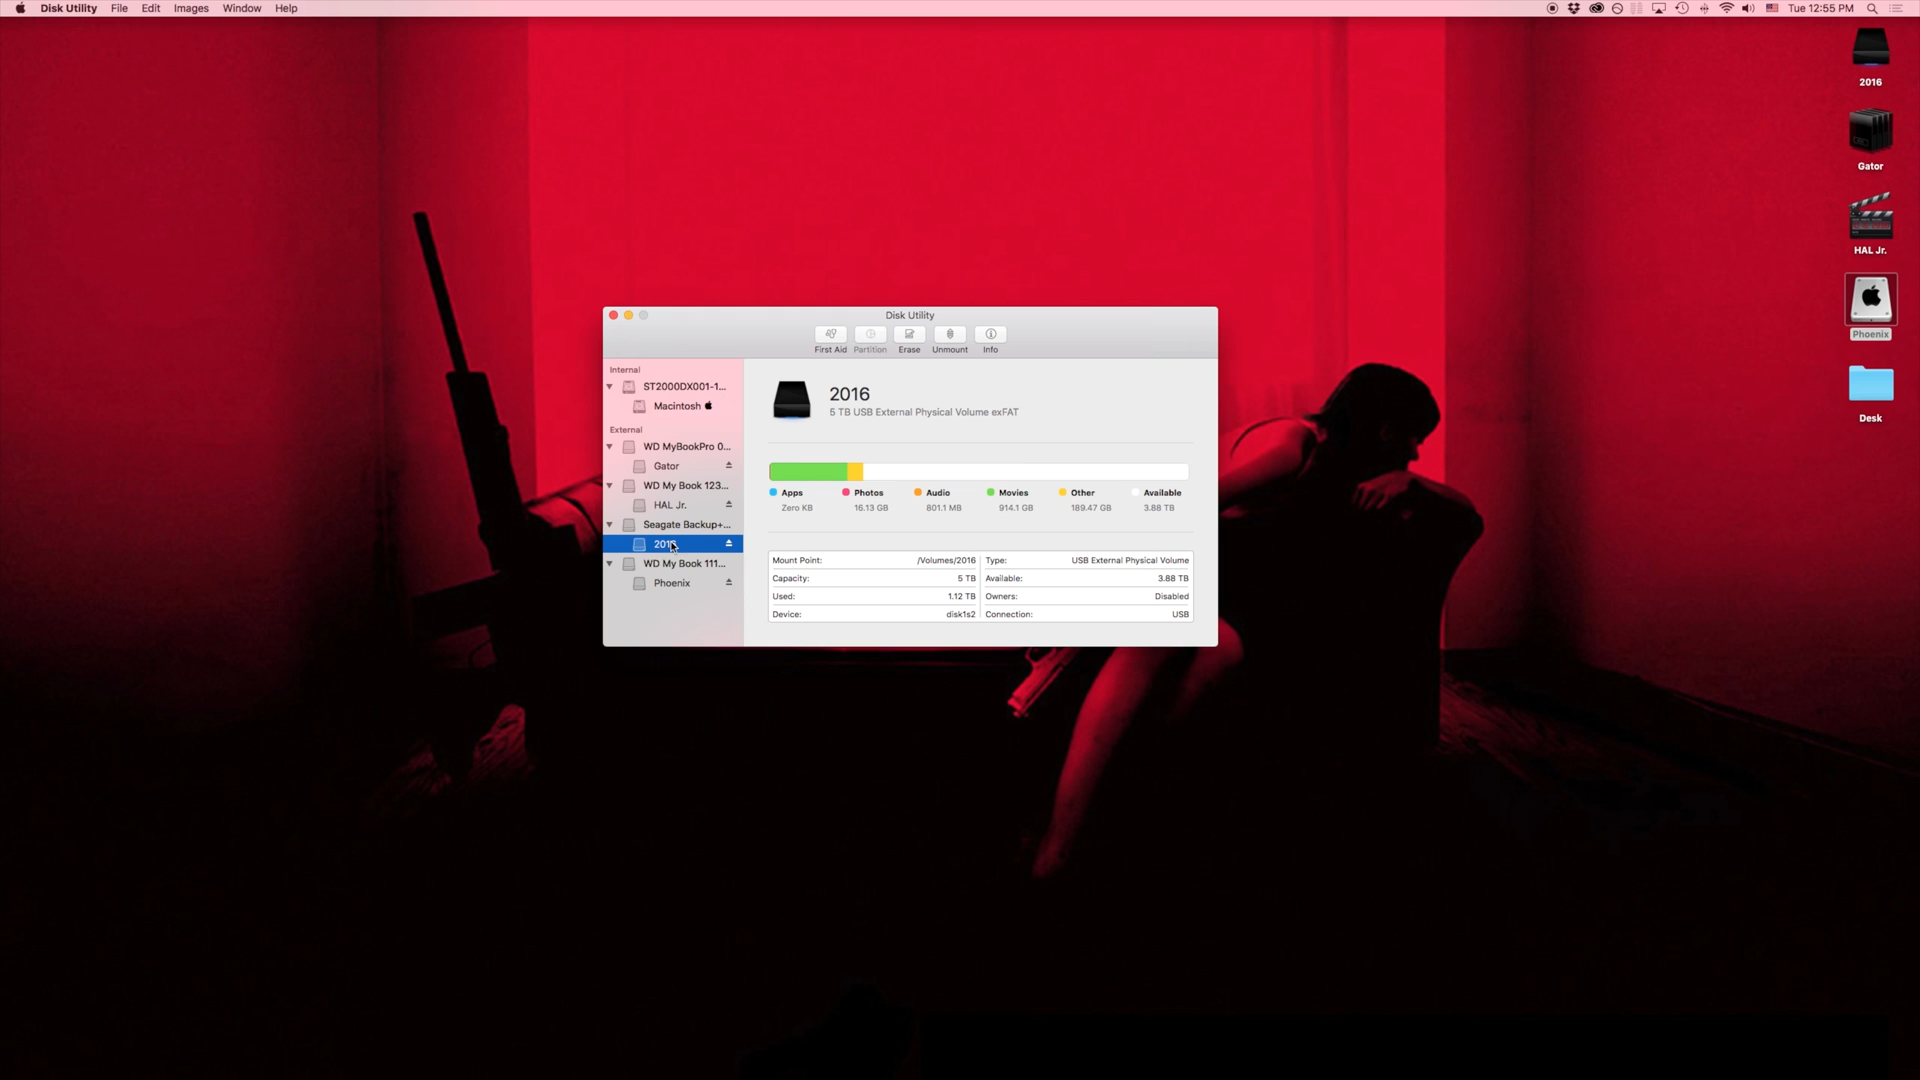 Disk Utility File Edit Images Window Help Tue 12:55 PM
2016
Gator
HAL Jr.
Phoenix
Desk
Disk Utility
First Aid Partition Erase Unmount Info
Internal
ST2000DX001-1...
Macintosh
External
WD MyBookPro 0...
Gator
WD My Book 123...
HAL Jr.
Seagate Backup+...
2016
WD My Book 111...
Phoenix
2016
5 TB USB External Physical Volume exFAT
Apps Photos Audio Movies Other Available
Zero KB 16.13 GB 801.1 MB 914.1 GB 189.47 GB 3.88 TB
Mount Point: /Volumes/2016 Type: USB External Physical Volume
Capacity: 5 TB Available: 3.88 TB
Used: 1.12 TB Owners: Disabled
Device: disk1s2 Connection: USB